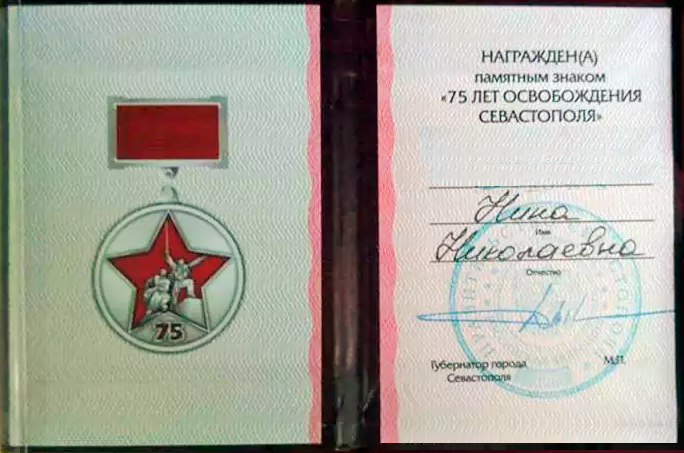 75
НАГРАЖДЕН(А)
памятным знаком
«75 ЛЕТ ОСВОБОЖДЕНИЯ
СЕВАСТОПОЛЯ»
Нина
Имя
Николаевна
Отчество
Губернатор города
Севастополя
М.П.